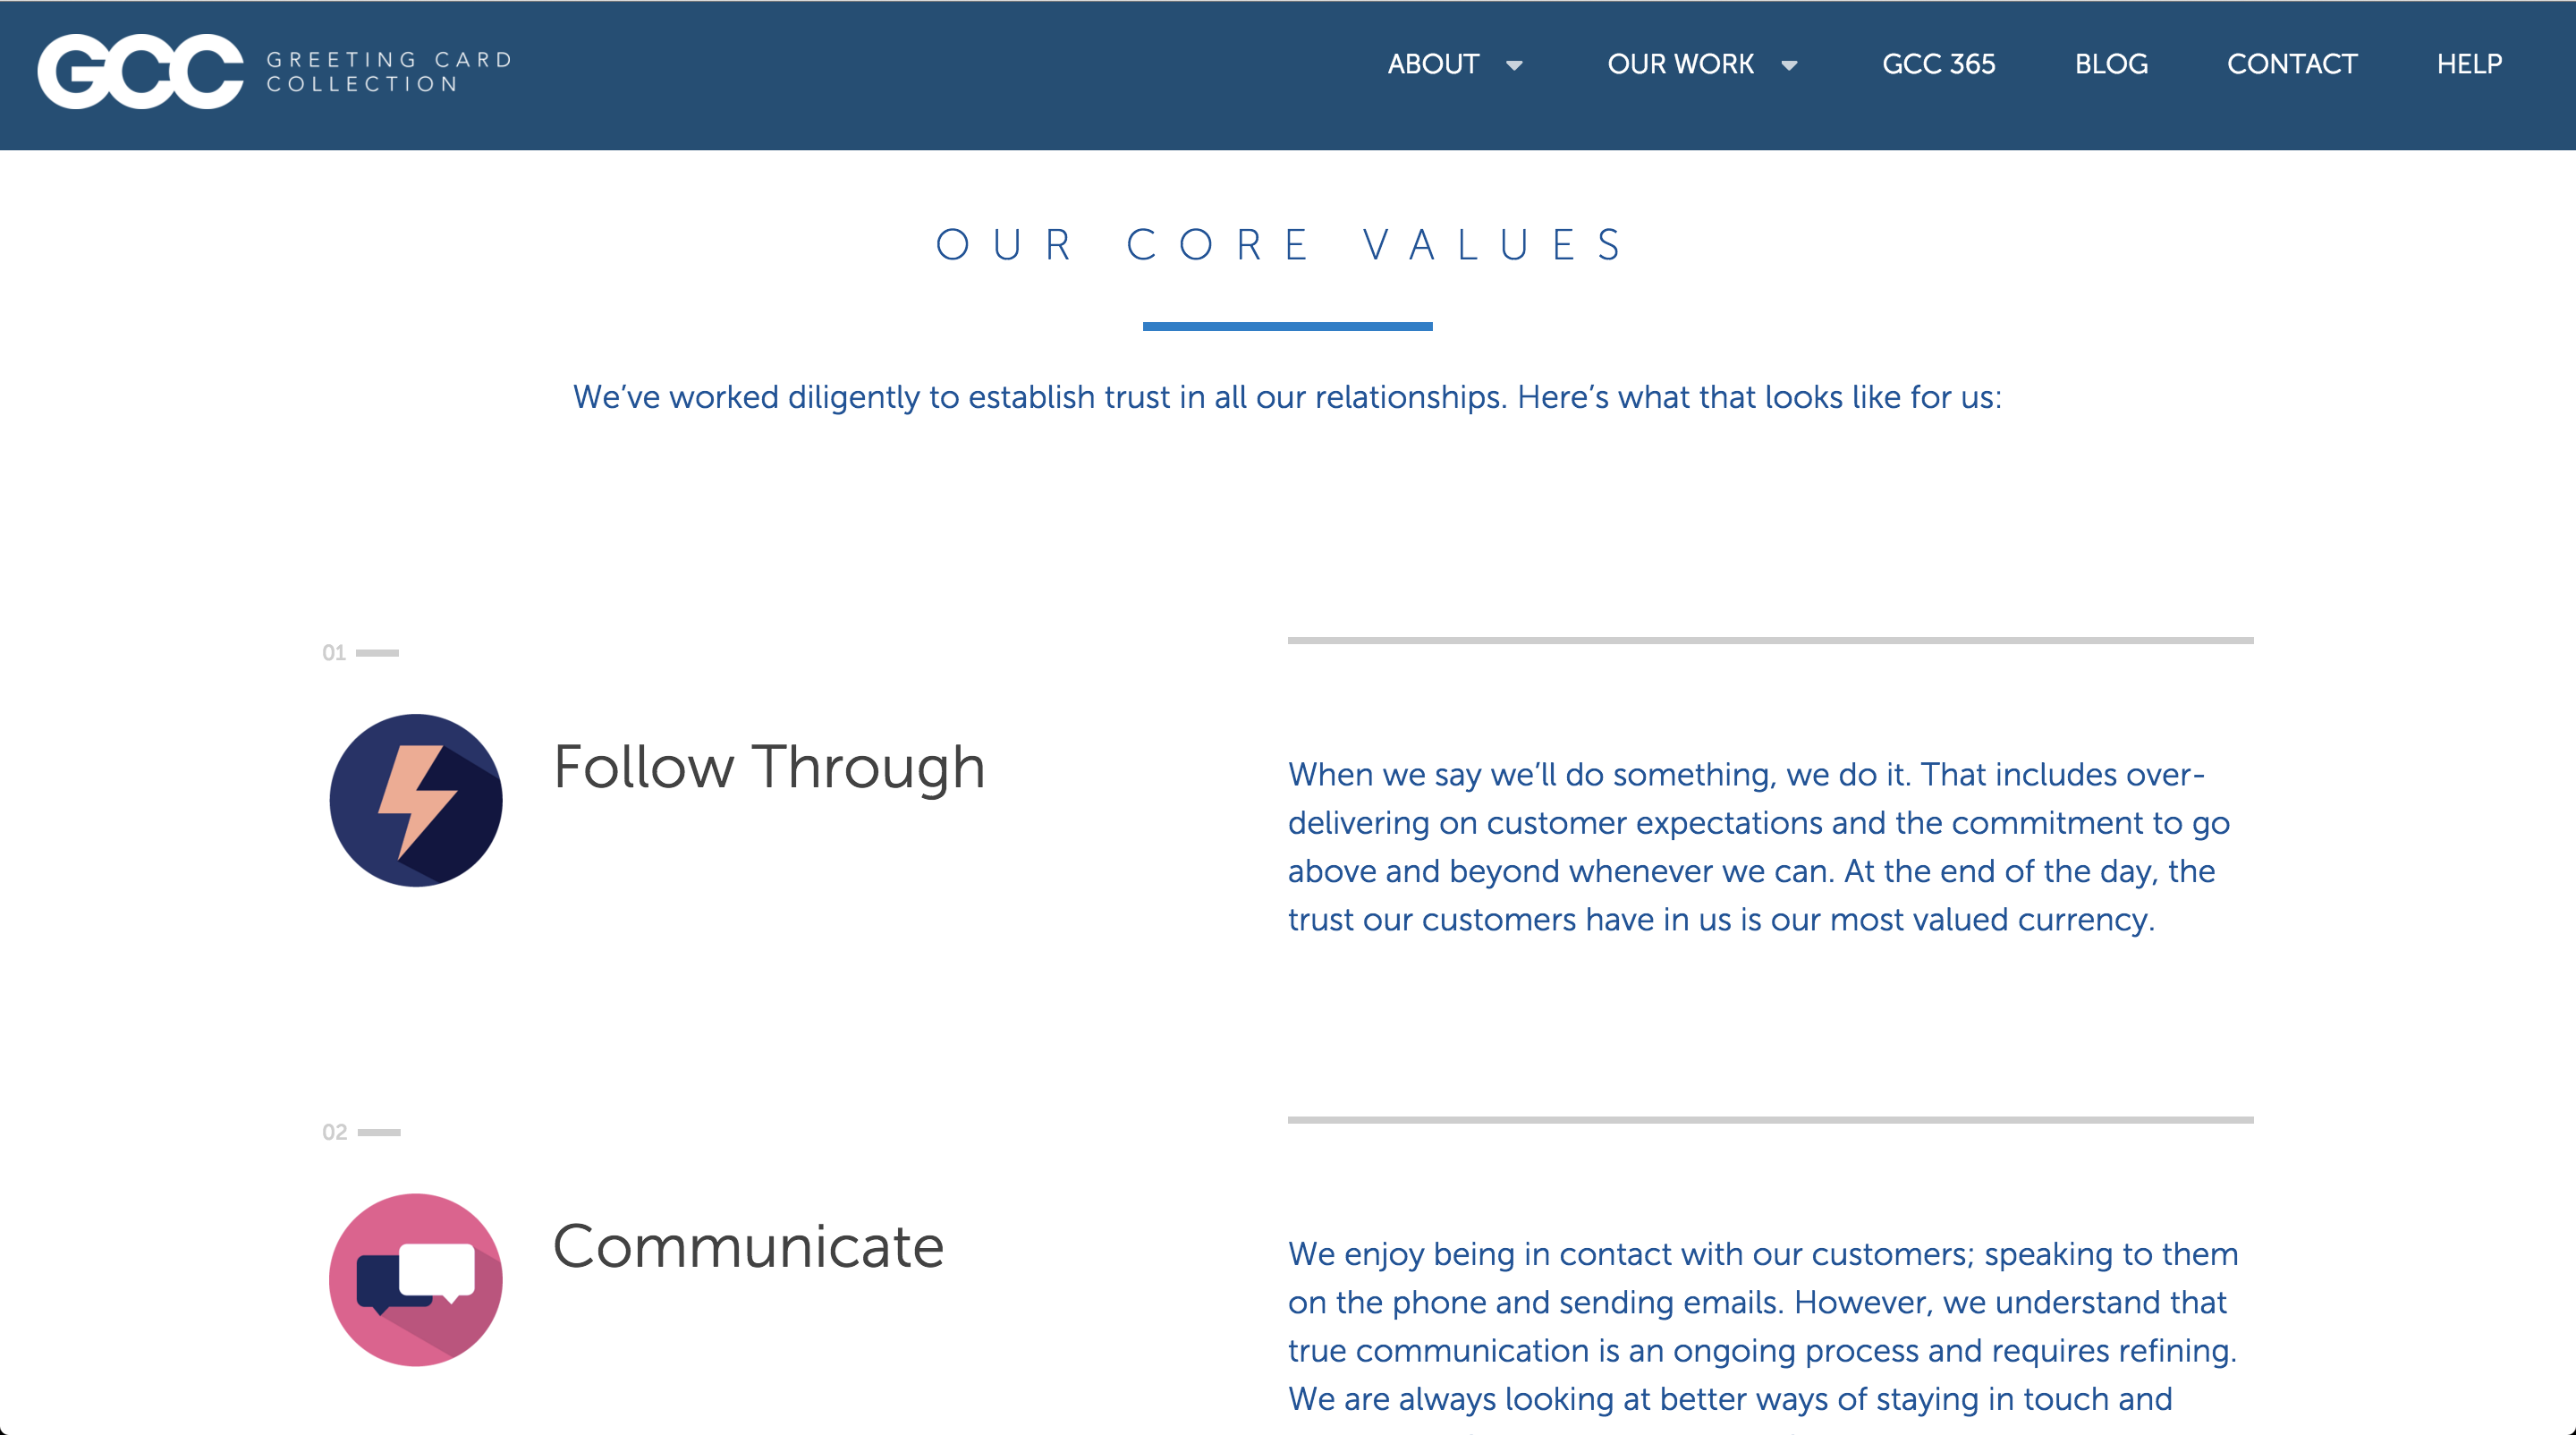 GCC GREETING CARD
COLLECTION
ABOUT OUR WORK GCC 365 BLOG CONTACT HELP
OUR CORE VALUES
We’ve worked diligently to establish trust in all our relationships. Here’s what that looks like for us:
01
Follow Through
When we say we’ll do something, we do it. That includes over-
delivering on customer expectations and the commitment to go
above and beyond whenever we can. At the end of the day, the
trust our customers have in us is our most valued currency.
02
Communicate
We enjoy being in contact with our customers; speaking to them
on the phone and sending emails. However, we understand that
true communication is an ongoing process and requires refining.
We are always looking at better ways of staying in touch and